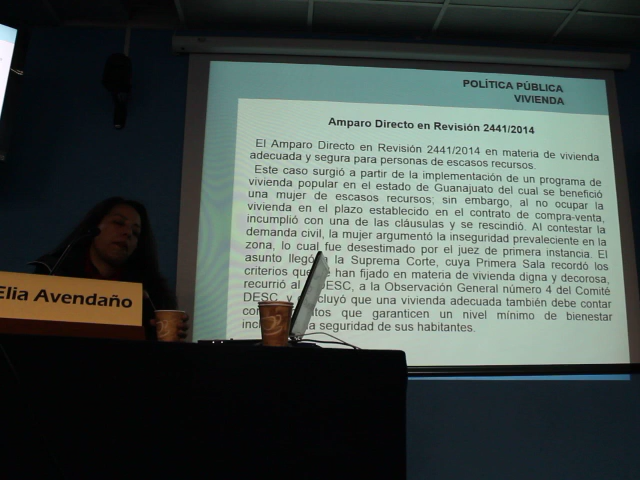 POLÍTICA PÚBLICA
VIVIENDA
Amparo Directo en Revisión 2441/2014
El Amparo Directo en Revisión 2441/2014 en materia de vivienda
adecuada y segura para personas de escasos recursos.
Este caso surgió a partir de la implementación de un programa de
vivienda popular en el estado de Guanajuato del cual se benefició
una mujer de escasos recursos; sin embargo, al no ocupar la
vivienda en el plazo establecido en el contrato de compra-venta,
incumplió con una de las cláusulas y se rescindió. Al contestar la
demanda civil, la mujer argumentó la inseguridad prevaleciente en la
zona, lo cual fue desestimado por el juez de primera instancia. El
asunto llegó la Suprema Corte, cuya Primera Sala recordó los
criterios que han fijado en materia de vivienda digna y decorosa,
recurrió al DESC, a la Observación General número 4 del Comité
DESC, y concluyó que una vivienda adecuada también debe contar
con que garanticen un nivel mínimo de bienestar
la seguridad de sus habitantes.
Elia Avendaño